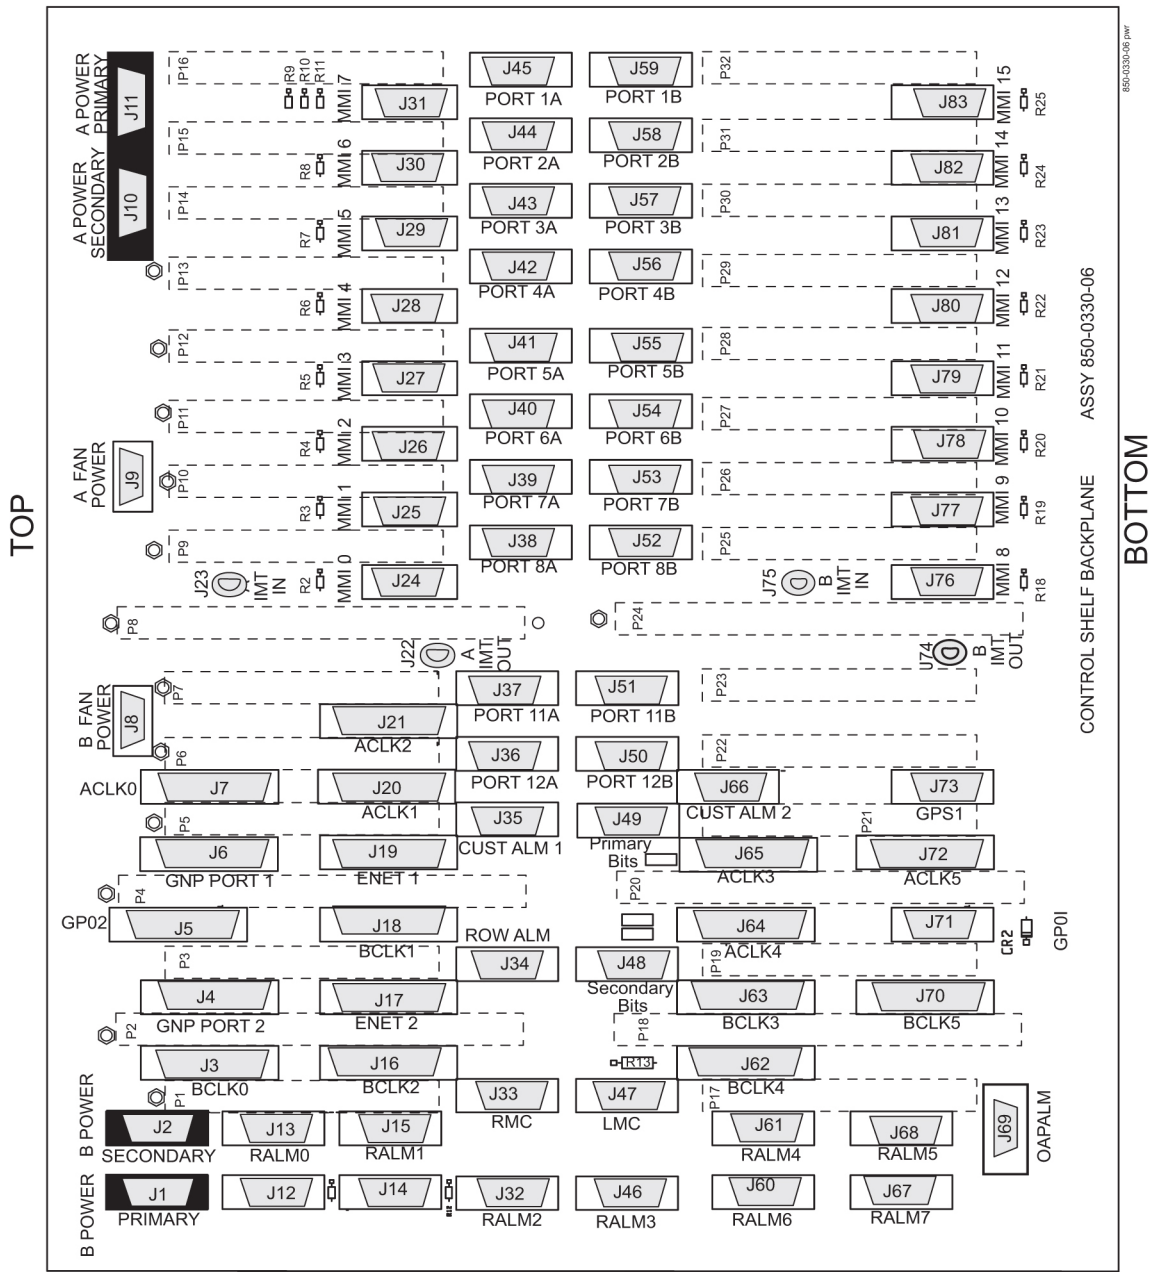 850-0330-06 pwr
TOP
BOTTOM
ASSY 850-0330-06
CONTROL SHELF BACKPLANE
A POWER PRIMARY
J11
A POWER SECONDARY
J10
P16
R9
R10
R11
MMI 7
J31
J45
PORT 1A
J59
PORT 1B
P32
J83
MMI 15
R25
P15
R8
MMI 6
J30
J44
PORT 2A
J58
PORT 2B
P31
J82
MMI 14
R24
P14
R7
MMI 5
J29
J43
PORT 3A
J57
PORT 3B
P30
J81
MMI 13
R23
P13
R6
MMI 4
J28
J42
PORT 4A
J56
PORT 4B
P29
J80
MMI 12
R22
P12
R5
MMI 3
J27
J41
PORT 5A
J55
PORT 5B
P28
J79
MMI 11
R21
P11
R4
MMI 2
J26
J40
PORT 6A
J54
PORT 6B
P27
J78
MMI 10
R20
A FAN
POWER
J9
P10
R3
MMI 1
J25
J39
PORT 7A
J53
PORT 7B
P26
J77
MMI 9
R19
P9
J23
A
IMT
IN
R2
MMI 0
J24
J38
PORT 8A
J52
PORT 8B
P25
J75
B
IMT
IN
J76
MMI 8
R18
P8
P24
J22
A
IMT
OUT
J74
B
IMT
OUT
B FAN
POWER
J8
P7
J21
ACLK2
J37
PORT 11A
J51
PORT 11B
P23
P6
ACLK0
J7
J20
ACLK1
J36
PORT 12A
J50
PORT 12B
P22
J66
CUST ALM 2
J73
GPS1
P5
J6
GNP PORT 1
J19
ENET 1
J35
CUST ALM 1
J49
Primary
Bits
J65
ACLK3
P21
J72
ACLK5
P4
P20
GP02
J5
J18
BCLK1
ROW ALM
J34
J64
ACLK4
J71
CR2
GP0I
P3
J4
GNP PORT 2
J17
ENET 2
J48
Secondary
Bits
P19
J63
BCLK3
J70
BCLK5
P2
P18
J3
BCLK0
J16
BCLK2
R13
J62
BCLK4
P1
J33
RMC
J47
LMC
P17
J69
OAPALM
B POWER
J2
SECONDARY
J13
RALM0
J15
RALM1
J61
RALM4
J68
RALM5
B POWER
J1
PRIMARY
J12
J14
R12
J32
RALM2
J46
RALM3
J60
RALM6
J67
RALM7